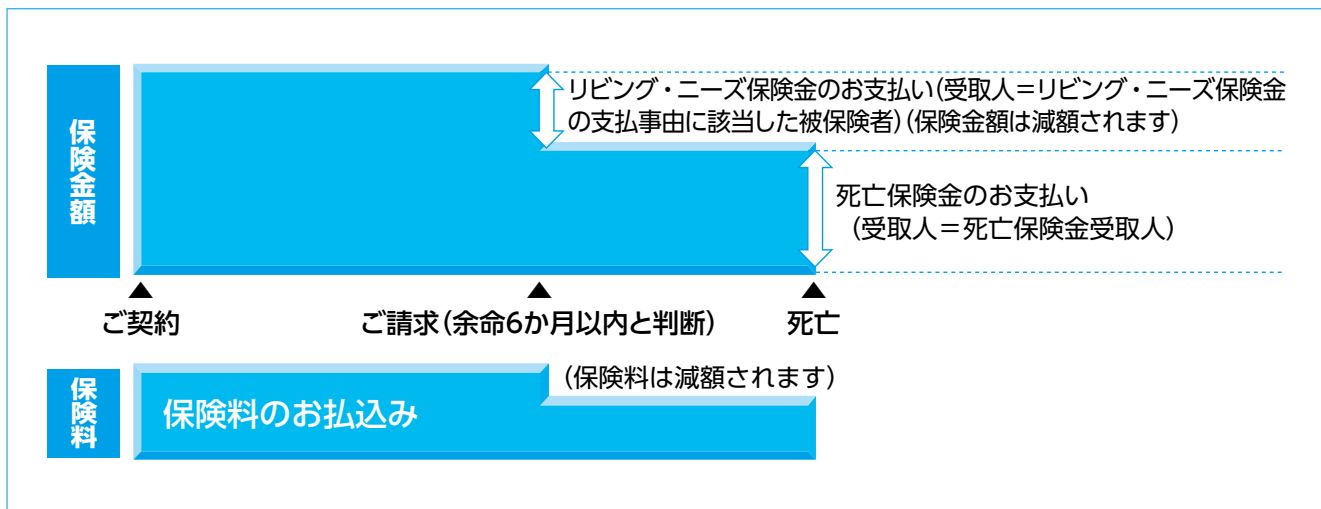 保険金額
リビング・ニーズ保険金のお支払い(受取人＝リビング・ニーズ保険金
の支払事由に該当した被保険者)(保険金額は減額されます)
死亡保険金のお支払い
(受取人＝死亡保険金受取人)
ご契約
ご請求(余命6か月以内と判断)
死亡
保険料
(保険料は減額されます)
保険料のお払込み